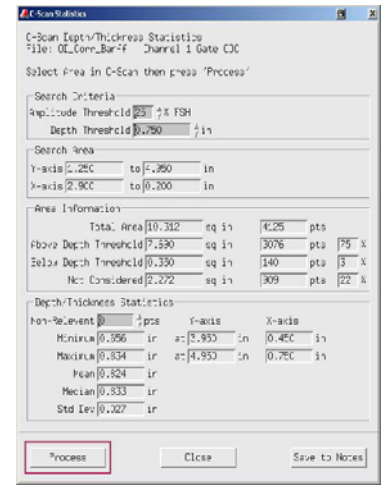 C-Scan Statistics
C-Scan Depth/Thickness Statistics
File: OE_Corr_Bar#F Channel 1 Gate COC
Select Area in C-Scan then press 'Process'
Search Criteria
Amplitude Threshold 25 % FSH
Depth Threshold 0.750 in
Search Area
Y-axis 1.250 to 4.950 in
X-axis 2.900 to 0.200 in
Area Information
Total Area 10.312 sq in 4125 pts
Above Depth Threshold 7.690 sq in 3076 pts 75 %
Below Depth Threshold 0.350 sq in 140 pts 3 %
Not Considered 2.272 sq in 909 pts 22 %
Depth/Thickness Statistics
Non-Relevent 0 pts Y-axis X-axis
Minimum 0.656 in at 3.950 in 0.450 in
Maximum 0.834 in at 4.950 in 0.750 in
Mean 0.824 in
Median 0.833 in
Std Dev 0.027 in
Process Close Save to Notes